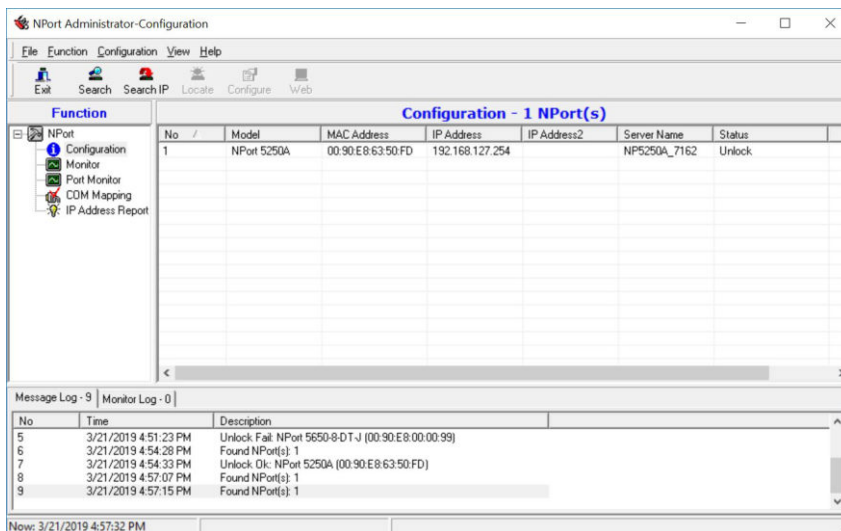 NPort Administrator-Configuration
File Function Configuration View Help
Exit Search Search IP Locate Configure Web
Function
Configuration - 1 NPort(s)
NPort
Configuration
Monitor
Port Monitor
COM Mapping
IP Address Report
No Model MAC Address IP Address IP Address2 Server Name Status
1 NPort 5250A 00:90:E8:63:50:FD 192.168.127.254 NP5250A_7162 Unlock
Message Log - 9 Monitor Log - 0
No Time Description
5 3/21/2019 4:51:23 PM Unlock Fail: NPort 5650-8-DT-J (00:90:E8:00:00:99)
6 3/21/2019 4:54:28 PM Found NPort(s): 1
7 3/21/2019 4:54:33 PM Unlock Ok: NPort 5250A (00:90:E8:63:50:FD)
8 3/21/2019 4:57:07 PM Found NPort(s): 1
9 3/21/2019 4:57:15 PM Found NPort(s): 1
Now: 3/21/2019 4:57:32 PM